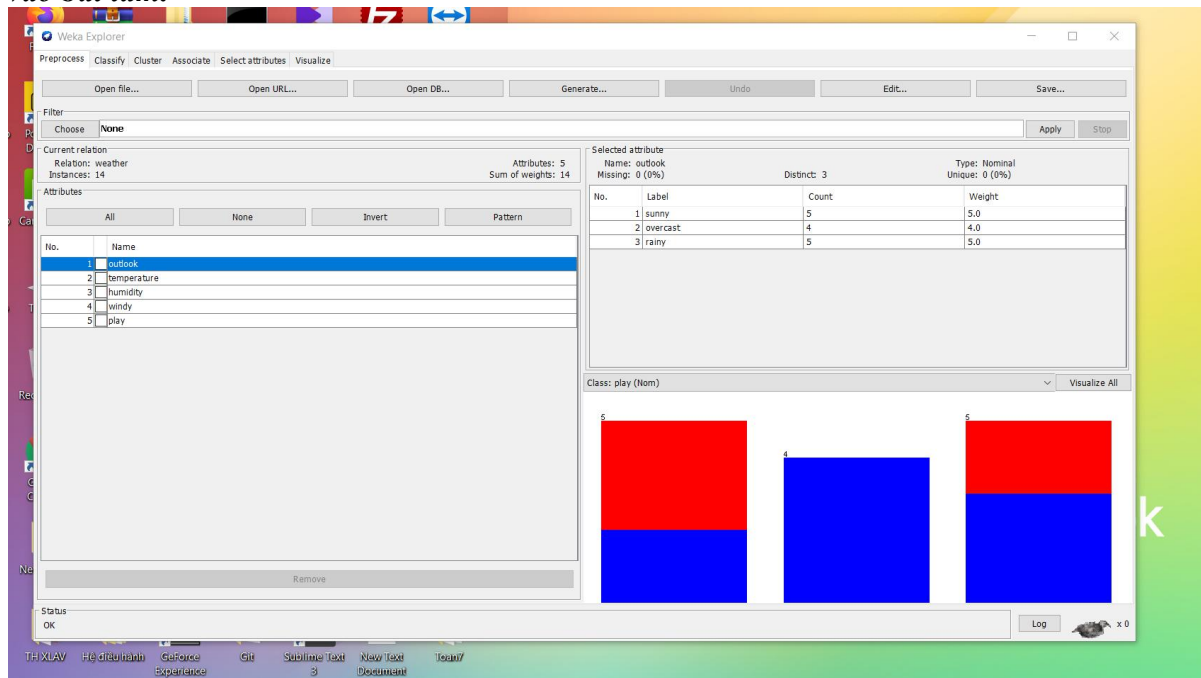 Weka Explorer
Preprocess Classify Cluster Associate Select attributes Visualize
Open file... Open URL... Open DB... Generate... Undo Edit... Save...
Filter
Choose None Apply Stop
Current relation
Relation: weather Attributes: 5
Instances: 14 Sum of weights: 14
Attributes
All None Invert Pattern
No. Name
1 outlook
2 temperature
3 humidity
4 windy
5 play
Remove
Selected attribute
Name: outlook Type: Nominal
Missing: 0 (0%) Distinct: 3 Unique: 0 (0%)
No. Label Count Weight
1 sunny 5 5.0
2 overcast 4 4.0
3 rainy 5 5.0
Class: play (Nom) Visualize All
5 4 5
k
Status
OK Log x 0
TH XLAV Hệ điều hành GeForce Experience Git Sublime Text 3 New Text Document Toan7